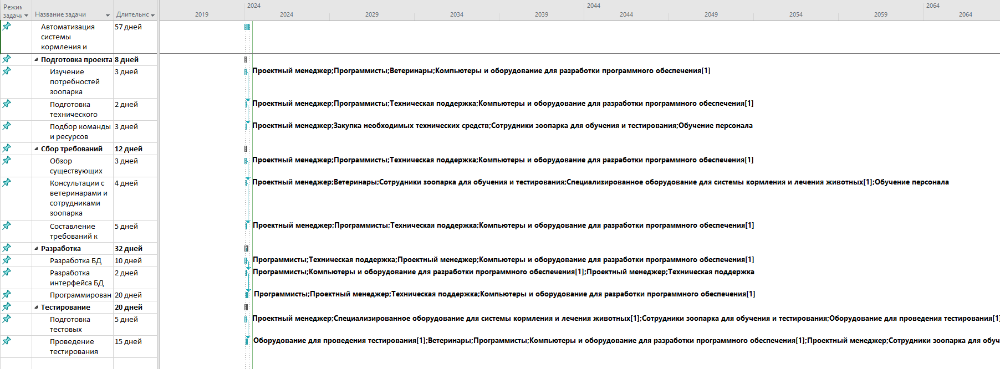 Режим задачи Название задачи Длительнс
2024 2044 2064
2019 2024 2029 2034 2039 2044 2049 2054 2059 2064
Автоматизация 57 дней
системы
кормления и
Подготовка проекта 8 дней
Изучение 3 дней Проектный менеджер;Программисты;Ветеринары;Компьютеры и оборудование для разработки программного обеспечения[1]
потребностей
зоопарка
Подготовка 2 дней Проектный менеджер;Программисты;Техническая поддержка;Компьютеры и оборудование для разработки программного обеспечения[1]
технического
Подбор команды 3 дней Проектный менеджер;Закупка необходимых технических средств;Сотрудники зоопарка для обучения и тестирования;Обучение персонала
и ресурсов
Сбор требований 12 дней
Обзор 3 дней Проектный менеджер;Программисты;Техническая поддержка;Компьютеры и оборудование для разработки программного обеспечения[1]
существующих
Консультации с 4 дней Проектный менеджер;Ветеринары;Сотрудники зоопарка для обучения и тестирования;Специализированное оборудование для системы кормления и лечения животных[1];Обучение персонала
ветеринарами и
сотрудниками
зоопарка
Составление 5 дней Проектный менеджер;Программисты;Техническая поддержка;Компьютеры и оборудование для разработки программного обеспечения[1]
требований к
Разработка 32 дней
Разработка БД 10 дней Программисты;Техническая поддержка;Проектный менеджер;Компьютеры и оборудование для разработки программного обеспечения[1]
Разработка 2 дней Программисты;Компьютеры и оборудование для разработки программного обеспечения[1];Проектный менеджер;Техническая поддержка
интерфейса БД
Программирован 20 дней Программисты;Проектный менеджер;Техническая поддержка;Компьютеры и оборудование для разработки программного обеспечения[1]
Тестирование 20 дней
Подготовка 5 дней Проектный менеджер;Специализированное оборудование для системы кормления и лечения животных[1];Сотрудники зоопарка для обучения и тестирования;Оборудование для проведения тестирования[1]
тестовых
Проведение 15 дней Оборудование для проведения тестирования[1];Ветеринары;Программисты;Компьютеры и оборудование для разработки программного обеспечения[1];Проектный менеджер;Сотрудники зоопарка для обуч
тестирования